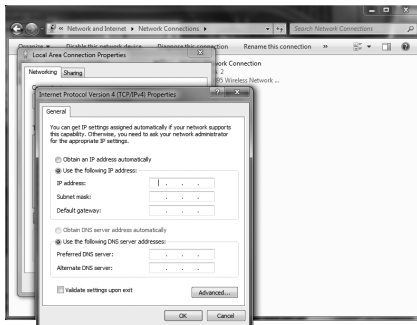 « Network and Internet ▸ Network Connections ▸
Search Network Connections
Organize ▾ Disable this network device Diagnose this connection Rename this connection »
Local Area Connection Properties
work Connection
2
95 Wireless Network ...
Networking Sharing
Internet Protocol Version 4 (TCP/IPv4) Properties
General
You can get IP settings assigned automatically if your network supports
this capability. Otherwise, you need to ask your network administrator
for the appropriate IP settings.
Obtain an IP address automatically
Use the following IP address:
IP address:
Subnet mask:
Default gateway:
Obtain DNS server address automatically
Use the following DNS server addresses:
Preferred DNS server:
Alternate DNS server:
Validate settings upon exit
Advanced...
OK Cancel